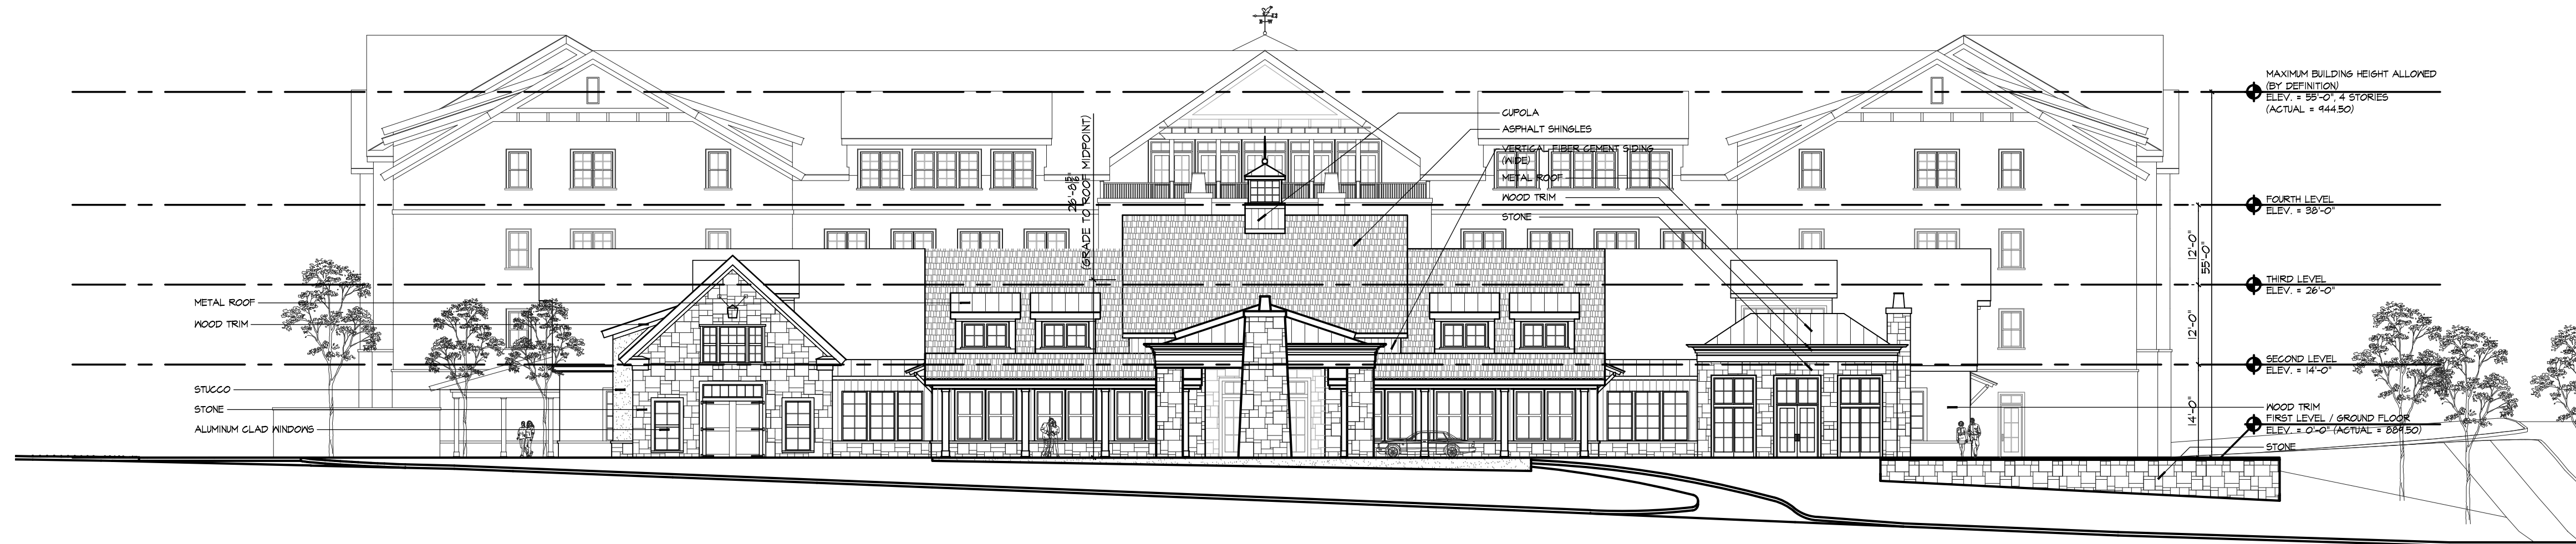 METAL ROOF
WOOD TRIM
STUCCO
STONE
ALUMINUM CLAD WINDOWS
(GRADE TO ROOF MIDPOINT)
CUPOLA
ASPHALT SHINGLES
VERTICAL FIBER CEMENT SIDING
(WIDE)
METAL ROOF
WOOD TRIM
STONE
MAXIMUM BUILDING HEIGHT ALLOWED
(BY DEFINITION)
ELEV. = 55'-0", 4 STORIES
(ACTUAL = 944.50)
FOURTH LEVEL
ELEV. = 38'-0"
12'-0"
55'-0"
THIRD LEVEL
ELEV. = 26'-0"
12'-0"
SECOND LEVEL
ELEV. = 14'-0"
14'-0"
WOOD TRIM
FIRST LEVEL / GROUND FLOOR
ELEV. = 0'-0" (ACTUAL = 889.50)
STONE